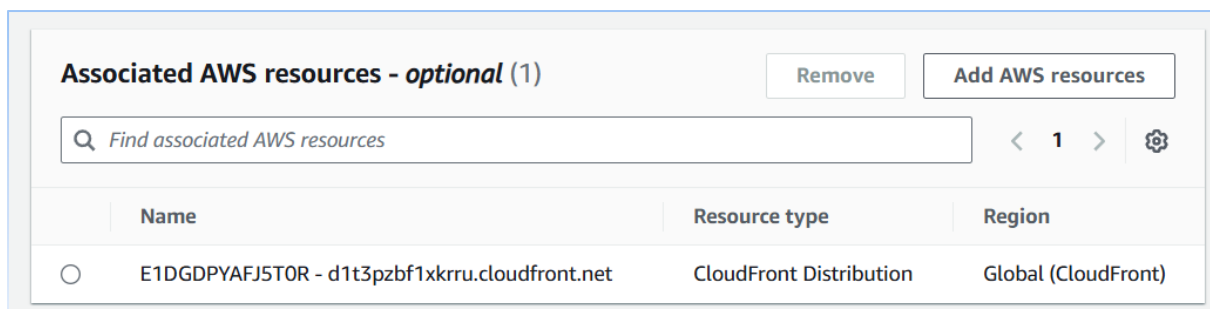 Associated AWS resources - optional (1) Remove Add AWS resources
Find associated AWS resources 1
Name Resource type Region
E1DGDPYAFJ5T0R - d1t3pzbf1xkrru.cloudfront.net CloudFront Distribution Global (CloudFront)